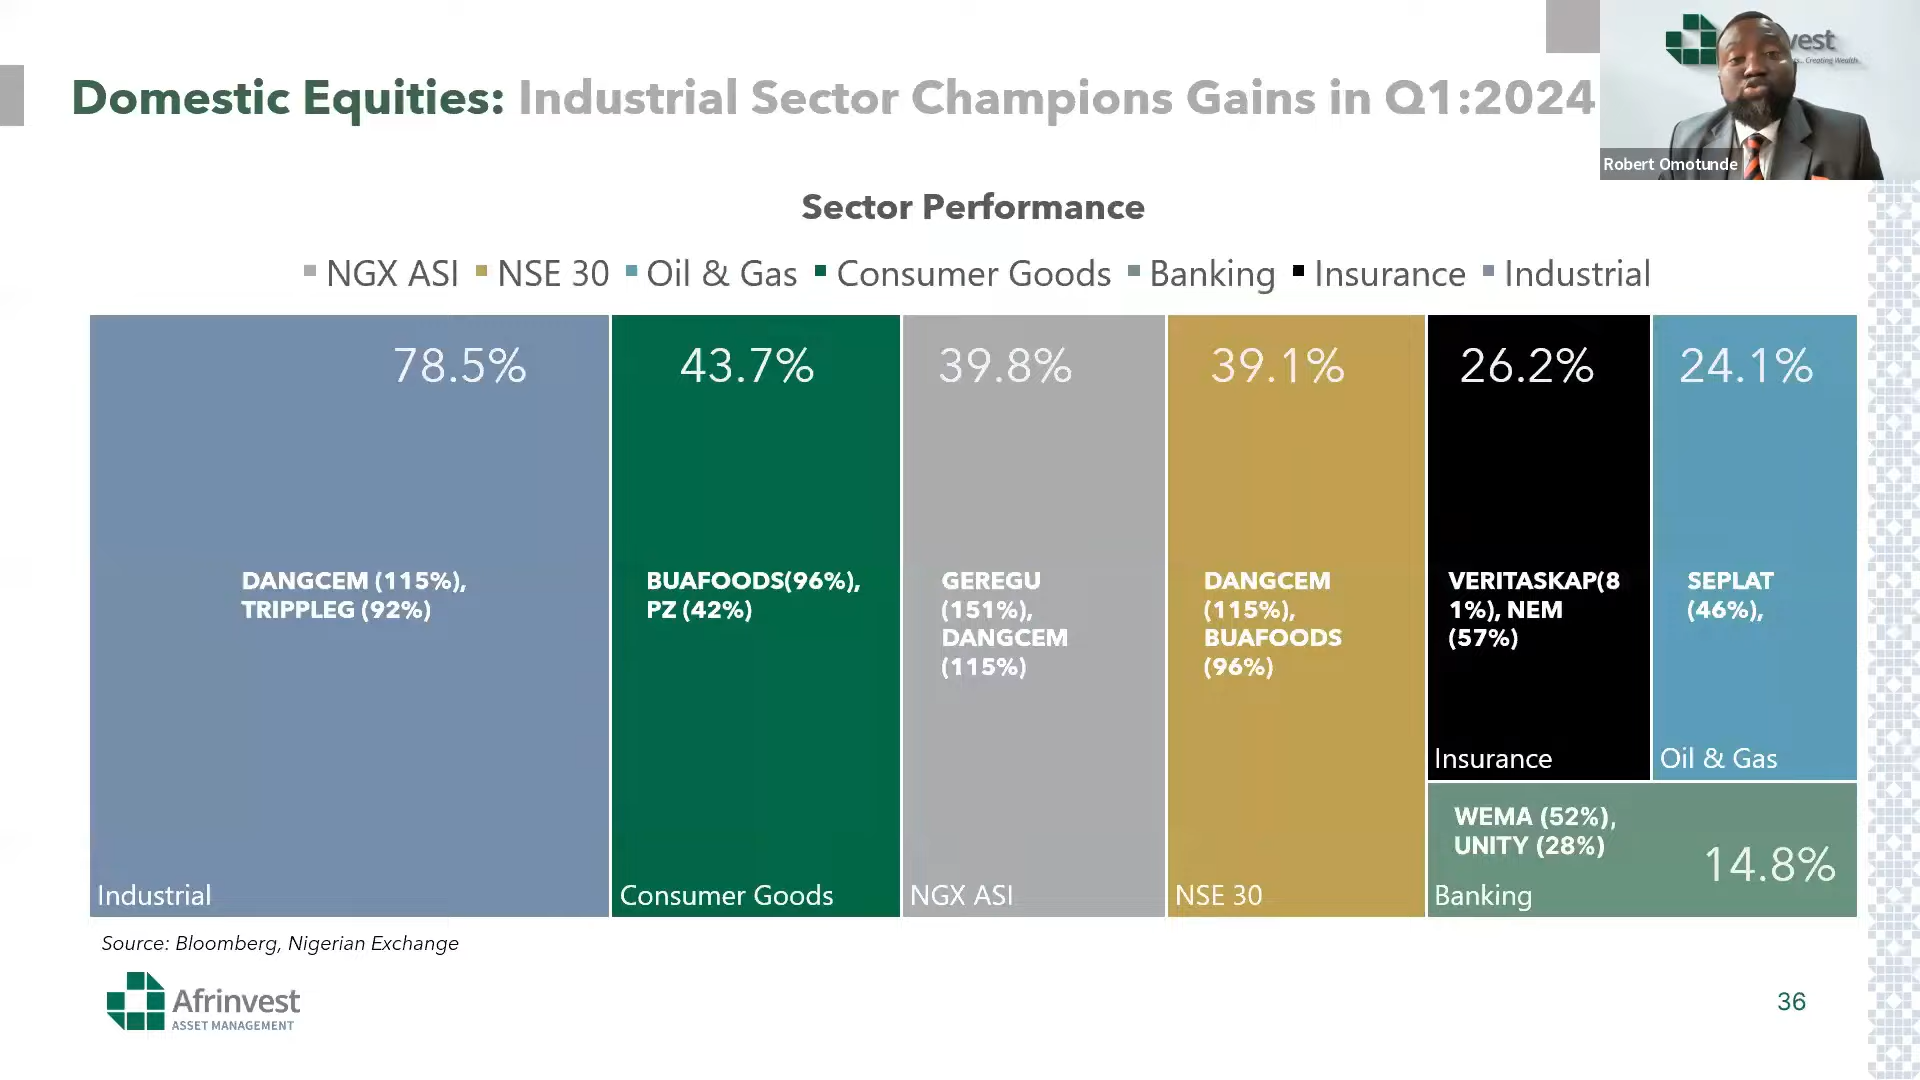 Domestic Equities: Industrial Sector Champions Gains in Q1:2024
vest
ts.. Creating Wealth
Robert Omotunde
Sector Performance
NGX ASI NSE 30 Oil & Gas Consumer Goods Banking Insurance Industrial
78.5%
DANGCEM (115%),
TRIPPLEG (92%)
Industrial
43.7%
BUAFOODS(96%),
PZ (42%)
Consumer Goods
39.8%
GEREGU
(151%),
DANGCEM
(115%)
NGX ASI
39.1%
DANGCEM
(115%),
BUAFOODS
(96%)
NSE 30
26.2%
VERITASKAP(8
1%), NEM
(57%)
Insurance
24.1%
SEPLAT
(46%),
Oil & Gas
WEMA (52%),
UNITY (28%)
14.8%
Banking
Source: Bloomberg, Nigerian Exchange
Afrinvest
ASSET MANAGEMENT
36